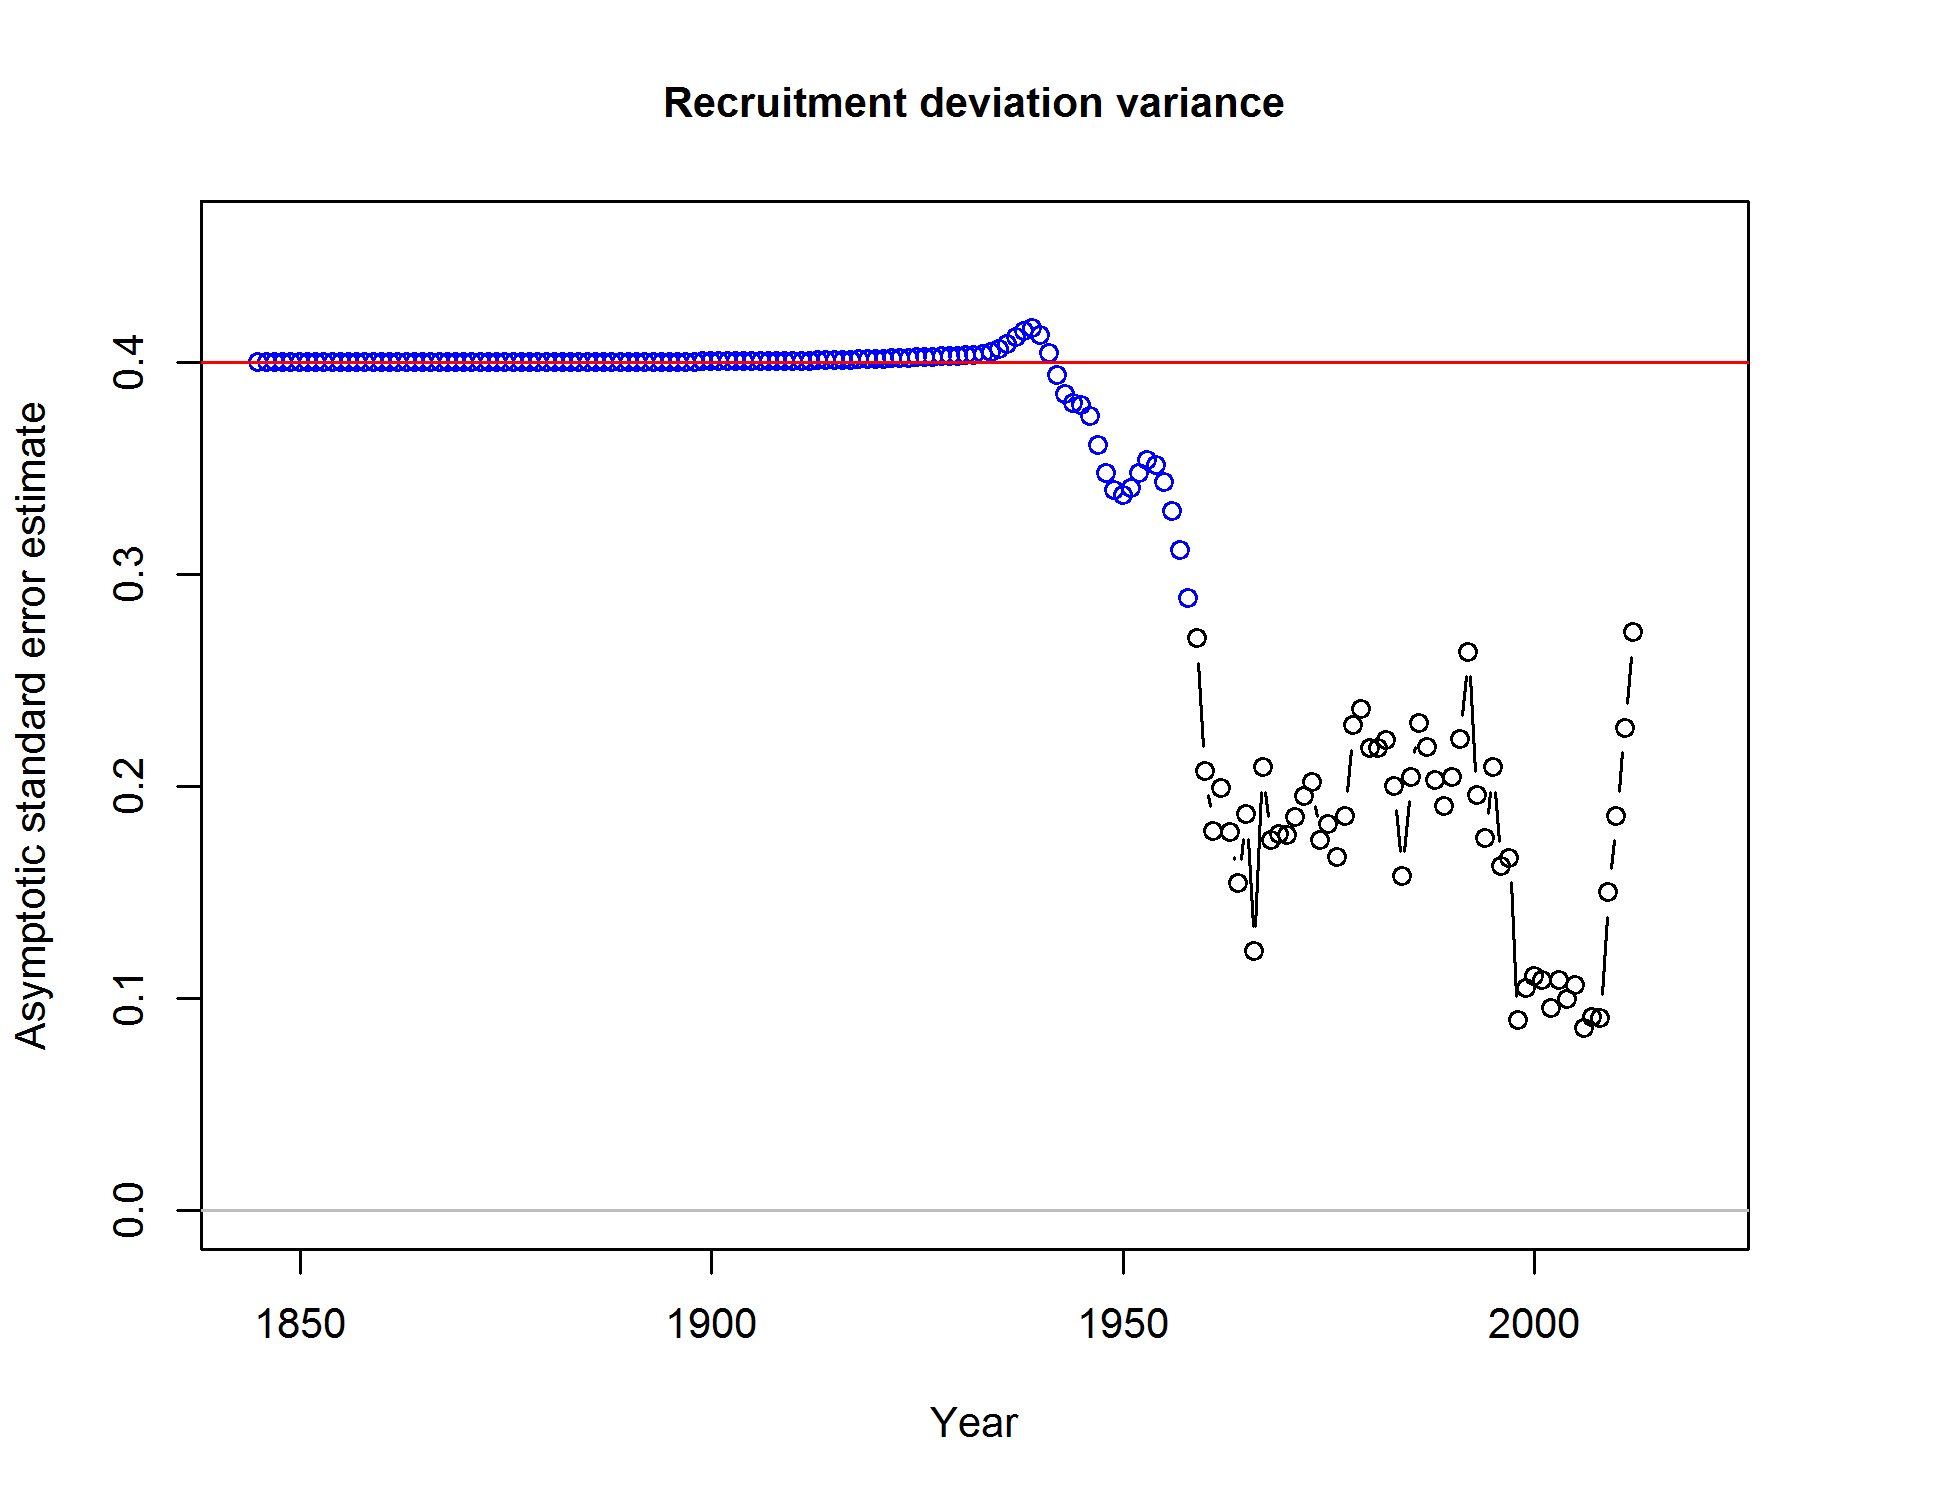 Recruitment deviation variance
Asymptotic standard error estimate
0.4
0.3
0.2
0.1
0.0
1850 1900 1950 2000
Year